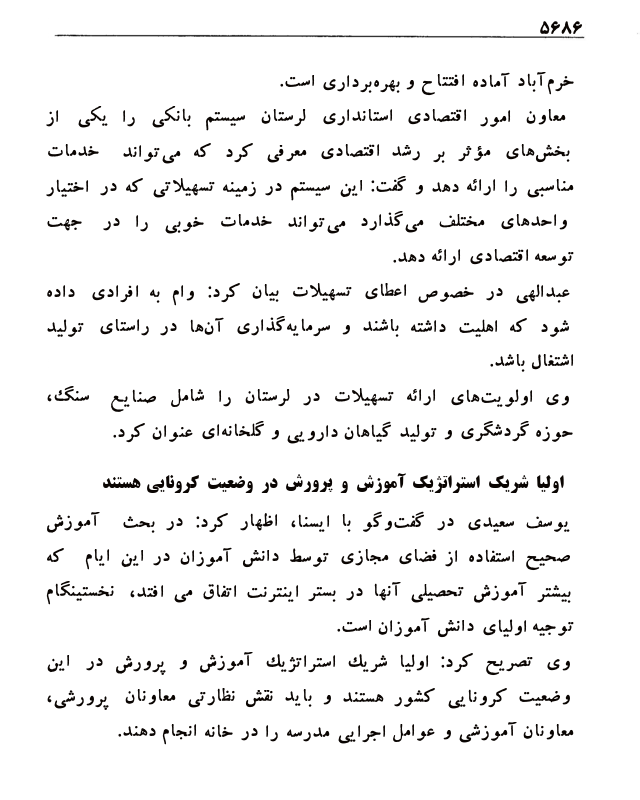 ۵۶۸۶
خرم‌آباد آماده افتتاح و بهره‌برداری است.
معاون امور اقتصادی استانداری لرستان سیستم بانکی را یکی از
بخش‌های مؤثر بر رشد اقتصادی معرفی کرد که می‌تواند خدمات
مناسبی را ارائه دهد و گفت: این سیستم در زمینه تسهیلاتی که در اختیار
واحدهای مختلف می‌گذارد می‌تواند خدمات خوبی را در جهت
توسعه اقتصادی ارائه دهد.
عبدالهی در خصوص اعطای تسهیلات بیان کرد: وام به افرادی داده
شود که اهلیت داشته باشند و سرمایه‌گذاری آن‌ها در راستای تولید
اشتغال باشد.
وی اولویت‌های ارائه تسهیلات در لرستان را شامل صنایع سنگ،
حوزه گردشگری و تولید گیاهان دارویی و گلخانه‌ای عنوان کرد.
اولیا شریک استراتژیک آموزش و پرورش در وضعیت کرونایی هستند
یوسف سعیدی در گفت‌وگو با ایسنا، اظهار کرد: در بحث آموزش
صحیح استفاده از فضای مجازی توسط دانش آموزان در این ایام که
بیشتر آموزش تحصیلی آنها در بستر اینترنت اتفاق می افتد، نخستینگام
توجیه اولیای دانش آموزان است.
وی تصریح کرد: اولیا شریك استراتژیك آموزش و پرورش در این
وضعیت کرونایی کشور هستند و باید نقش نظارتی معاونان پرورشی،
معاونان آموزشی و عوامل اجرایی مدرسه را در خانه انجام دهند.